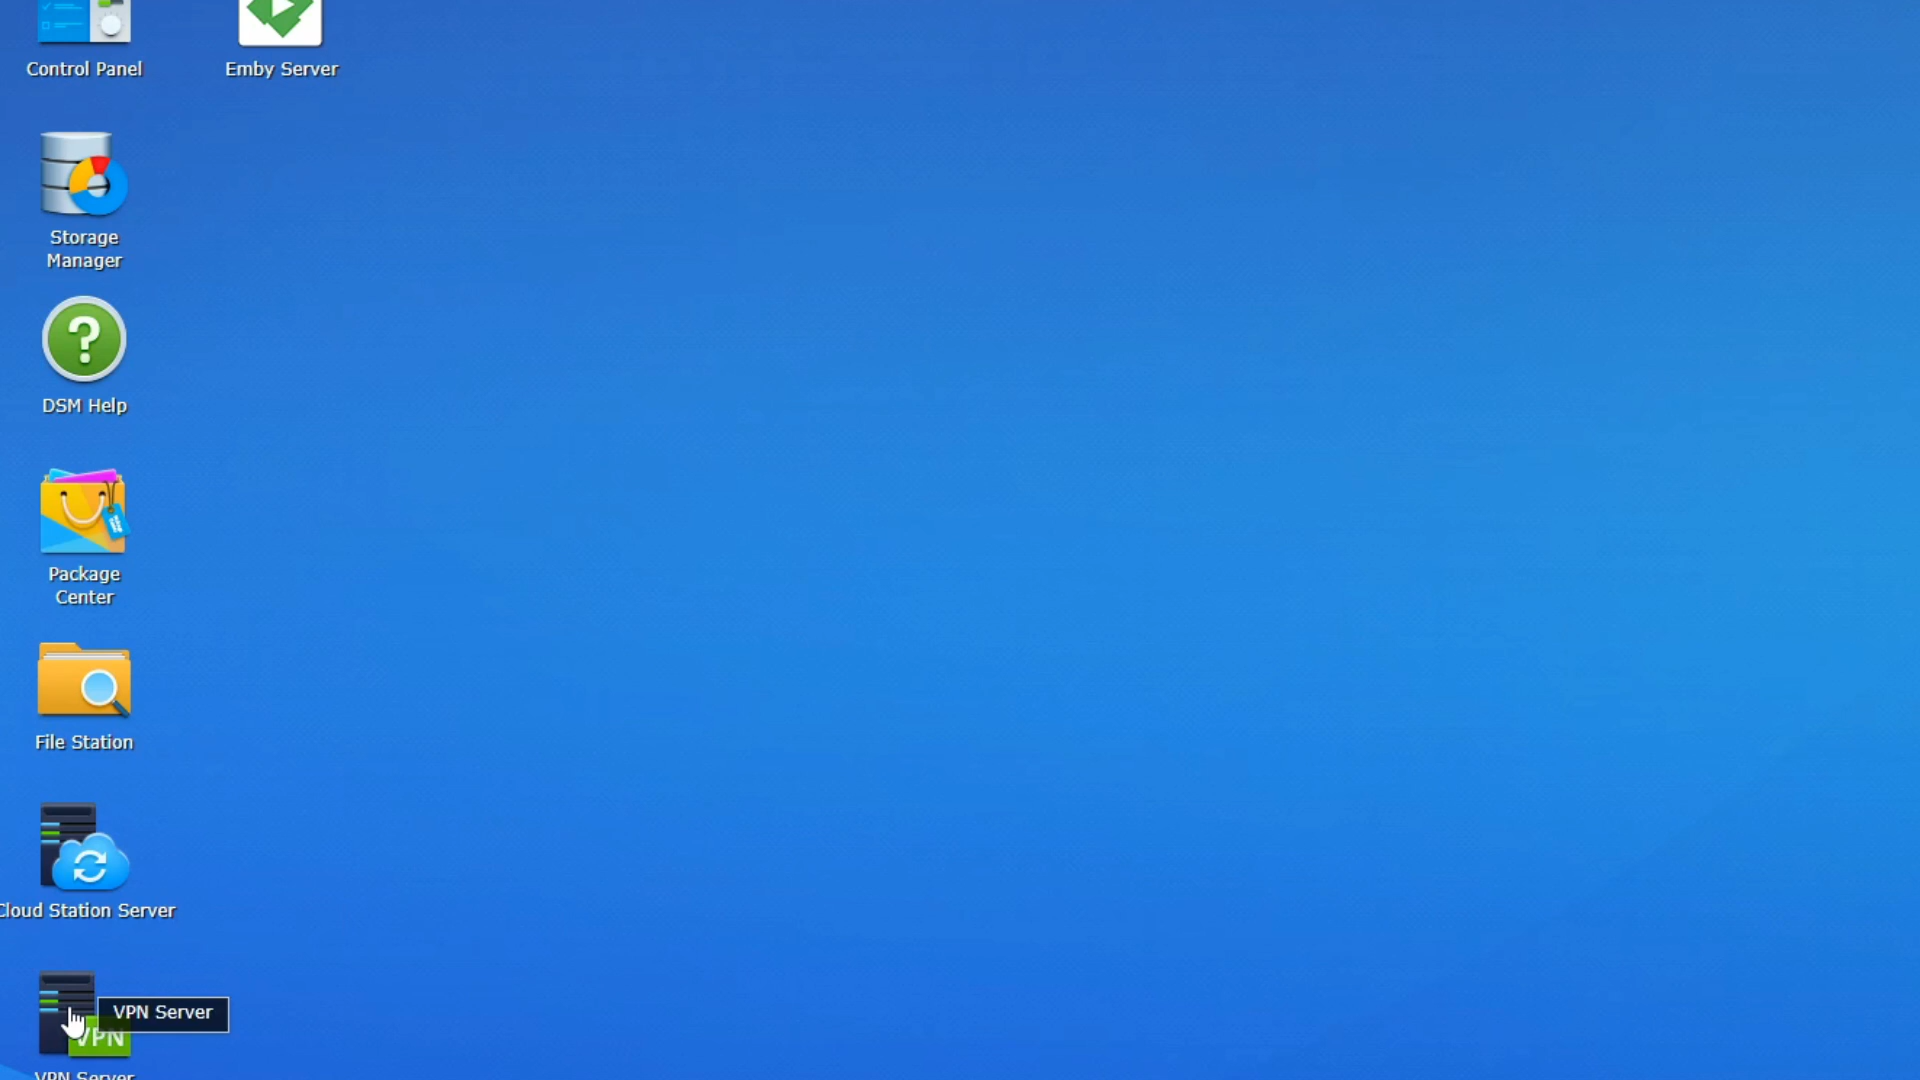 Control Panel
Emby Server
Storage
Manager
DSM Help
Package
Center
File Station
Cloud Station Server
VPN Server
VPN
VPN Server